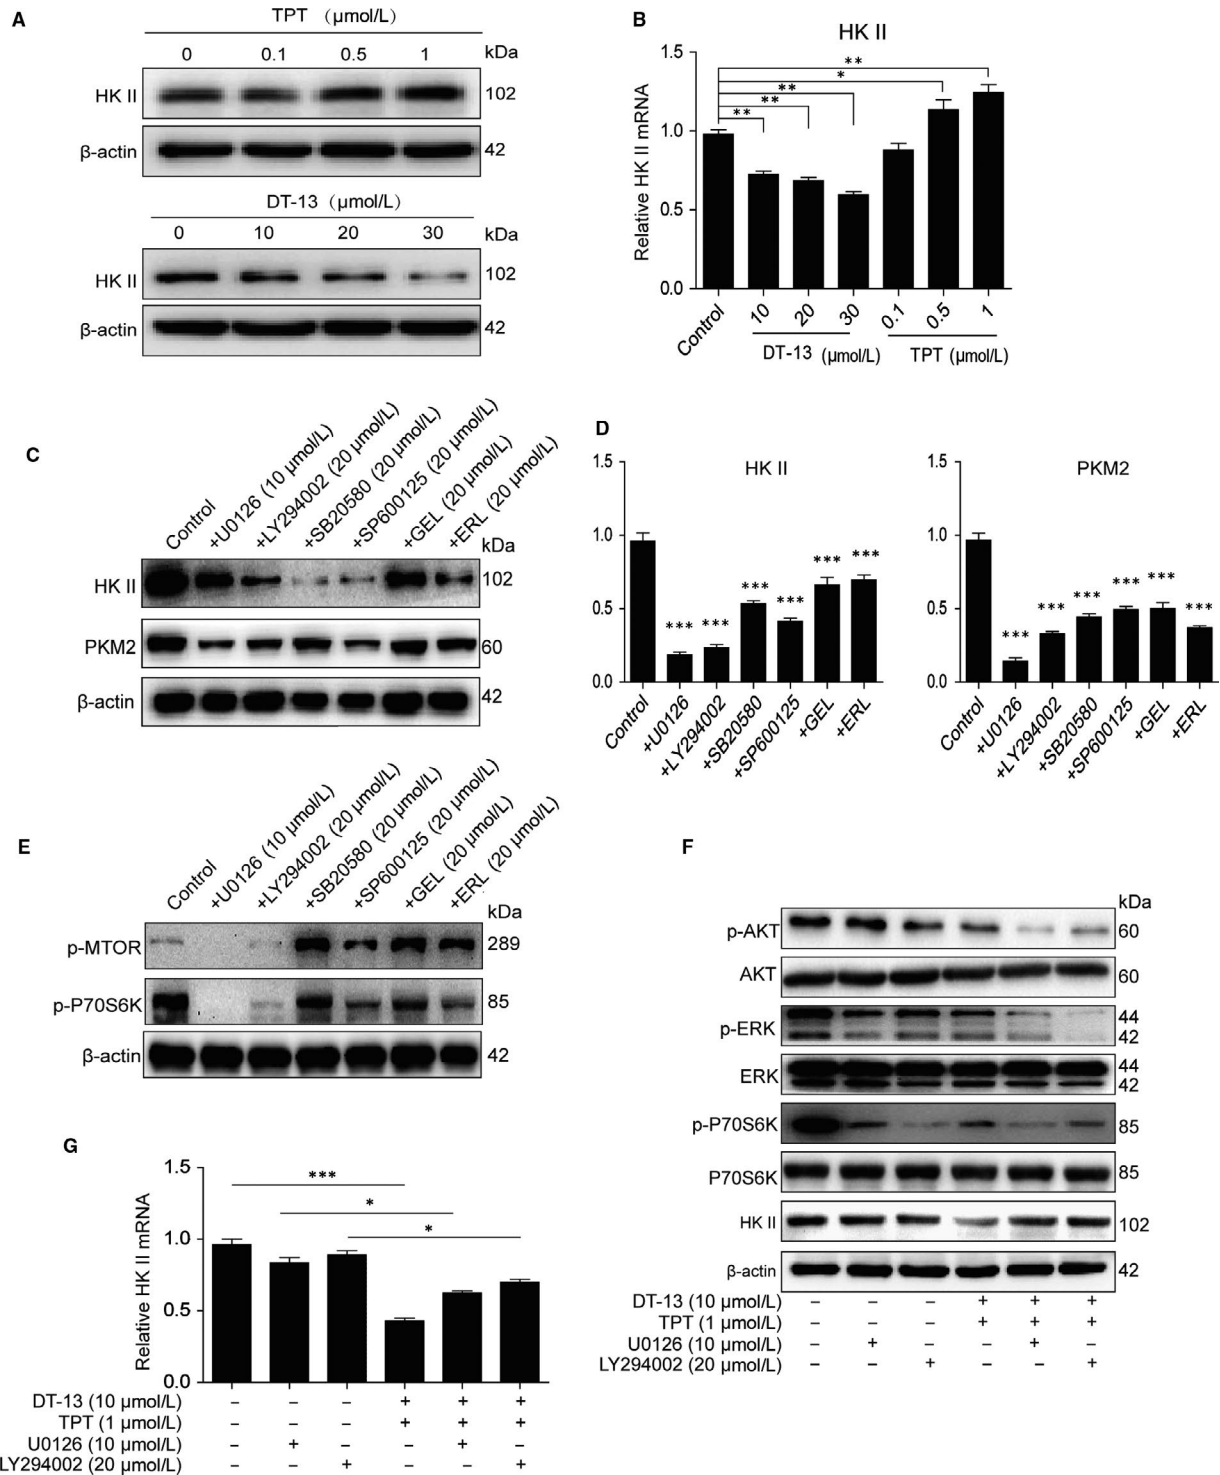 A
TPT (μmol/L)
0 0.1 0.5 1 kDa
HK II 102
β-actin 42
DT-13 (μmol/L)
0 10 20 30 kDa
HK II 102
β-actin 42
B
HK II
Relative HK II mRNA
1.5
1.0
0.5
0.0
**
*
**
**
**
Control 10 20 30 0.1 0.5 1
DT-13 (μmol/L) TPT (μmol/L)
C
Control +U0126 (10 μmol/L) +LY294002 (20 μmol/L) +SB20580 (20 μmol/L) +SP600125 (20 μmol/L) +GEL (20 μmol/L) +ERL (20 μmol/L)
kDa
HK II 102
PKM2 60
β-actin 42
D
HK II
1.5
1.0
0.5
0.0
*** *** *** *** *** ***
Control +U0126 +LY294002 +SB20580 +SP600125 +GEL +ERL
PKM2
1.5
1.0
0.5
0.0
*** *** *** *** *** ***
Control +U0126 +LY294002 +SB20580 +SP600125 +GEL +ERL
E
Control +U0126 (10 μmol/L) +LY294002 (20 μmol/L) +SB20580 (20 μmol/L) +SP600125 (20 μmol/L) +GEL (20 μmol/L) +ERL (20 μmol/L)
kDa
p-MTOR 289
p-P70S6K 85
β-actin 42
F
kDa
p-AKT 60
AKT 60
p-ERK 44
42
ERK 44
42
p-P70S6K 85
P70S6K 85
HK II 102
β-actin 42
DT-13 (10 μmol/L) – – – + + +
TPT (1 μmol/L) – – – + + +
U0126 (10 μmol/L) – + – – + –
LY294002 (20 μmol/L) – – + – – +
G
Relative HK II mRNA
1.5
1.0
0.5
0.0
***
*
*
DT-13 (10 μmol/L) – – – + + +
TPT (1 μmol/L) – – – + + +
U0126 (10 μmol/L) – + – – + –
LY294002 (20 μmol/L) – – + – – +